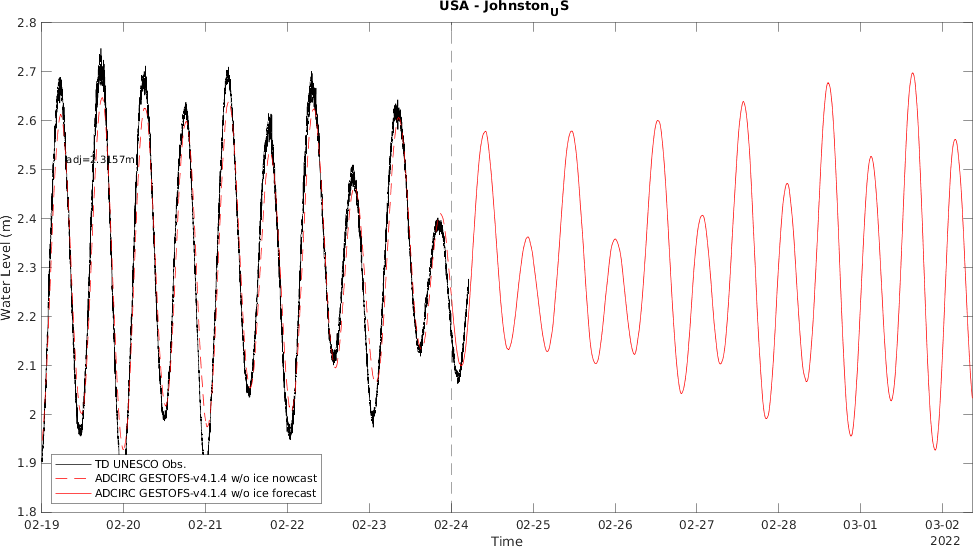 USA - Johnston_US
2.8
2.7
2.6
adj=2.3157m
2.5
2.4
2.3
2.2
2.1
2
1.9
1.8
Water Level (m)
TD UNESCO Obs.
ADCIRC GESTOFS-v4.1.4 w/o ice nowcast
ADCIRC GESTOFS-v4.1.4 w/o ice forecast
02-19 02-20 02-21 02-22 02-23 02-24 02-25 02-26 02-27 02-28 03-01 03-02
Time
2022